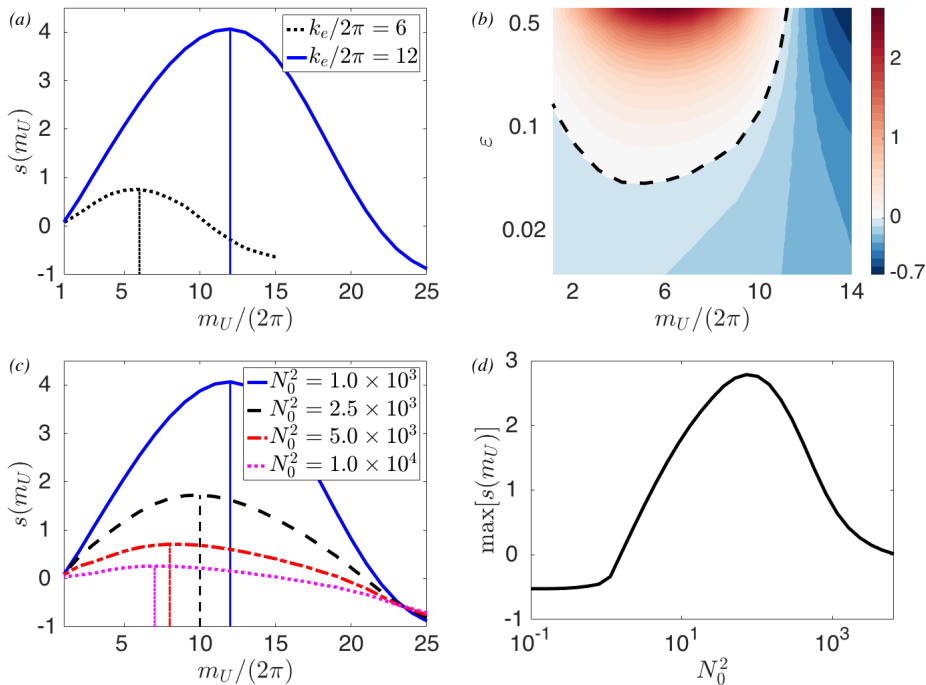 (a)
4
3
2
1
0
-1
s(m_U)
1 5 10 15 20 25
m_U/(2π)
k_e/2π = 6
k_e/2π = 12
(b)
0.5
0.1
0.02
ε
2 6 10 14
m_U/(2π)
2
1
0
-0.7
(c)
4
3
2
1
0
-1
s(m_U)
1 5 10 15 20 25
m_U/(2π)
N_0^2 = 1.0 × 10^3
N_0^2 = 2.5 × 10^3
N_0^2 = 5.0 × 10^3
N_0^2 = 1.0 × 10^4
(d)
3
2
1
0
-1
max[s(m_U)]
10^-1 10^1 10^3
N_0^2